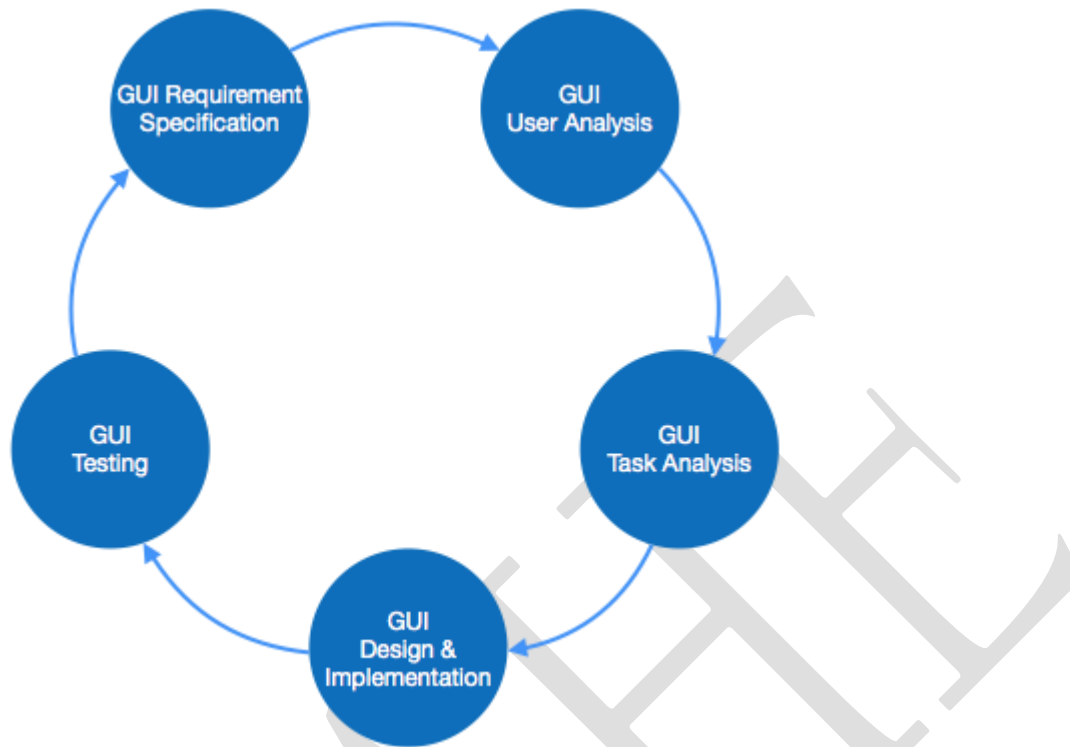 GUI Requirement
Specification
GUI
User Analysis
GUI
Task Analysis
GUI
Design &
Implementation
GUI
Testing